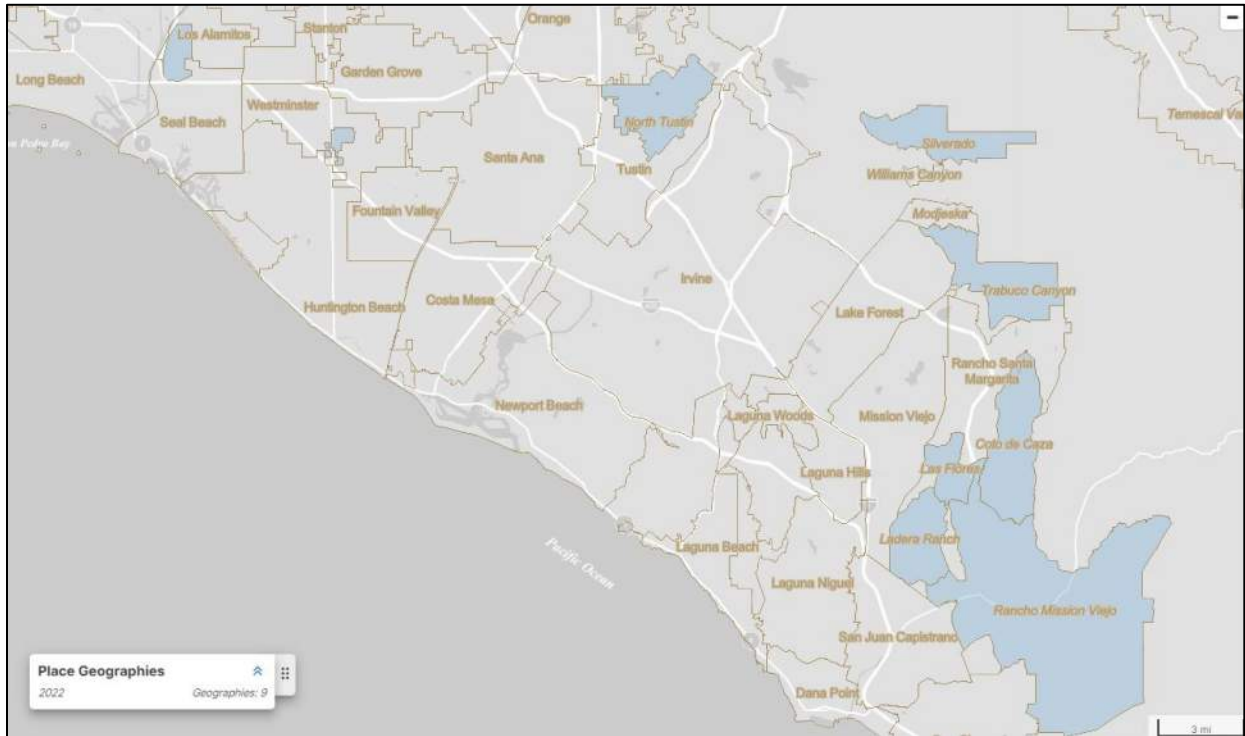 Orange
Stanton
Los Alamitos
Garden Grove
Long Beach
Westminster
Seal Beach
North Tustin
Temescal Va
Silverado
Santa Ana
Tustin
Williams Canyon
Modjeska
Fountain Valley
Irvine
Trabuco Canyon
Huntington Beach
Costa Mesa
Lake Forest
Rancho Santa
Margarita
Newport Beach
Laguna Woods
Mission Viejo
Coto de Caza
Laguna Hills
Las Flores
Ladera Ranch
Laguna Beach
Pacific Ocean
Laguna Niguel
Rancho Mission Viejo
San Juan Capistrano
Dana Point
Place Geographies
2022
Geographies: 9
3 mi